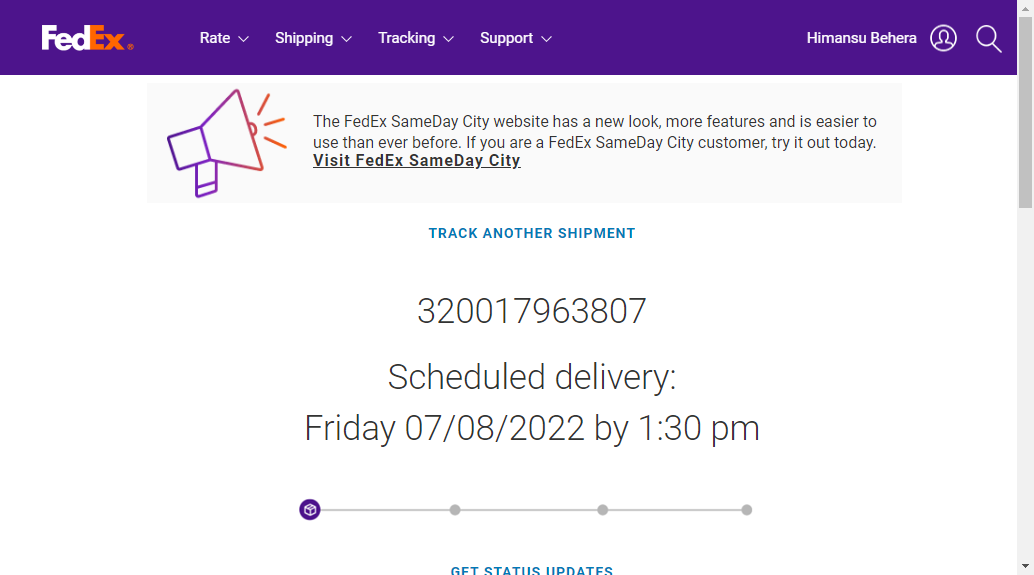 FedEx®
Rate
Shipping
Tracking
Support
Himansu Behera
The FedEx SameDay City website has a new look, more features and is easier to
use than ever before. If you are a FedEx SameDay City customer, try it out today.
Visit FedEx SameDay City
TRACK ANOTHER SHIPMENT
320017963807
Scheduled delivery:
Friday 07/08/2022 by 1:30 pm
GET STATUS UPDATES